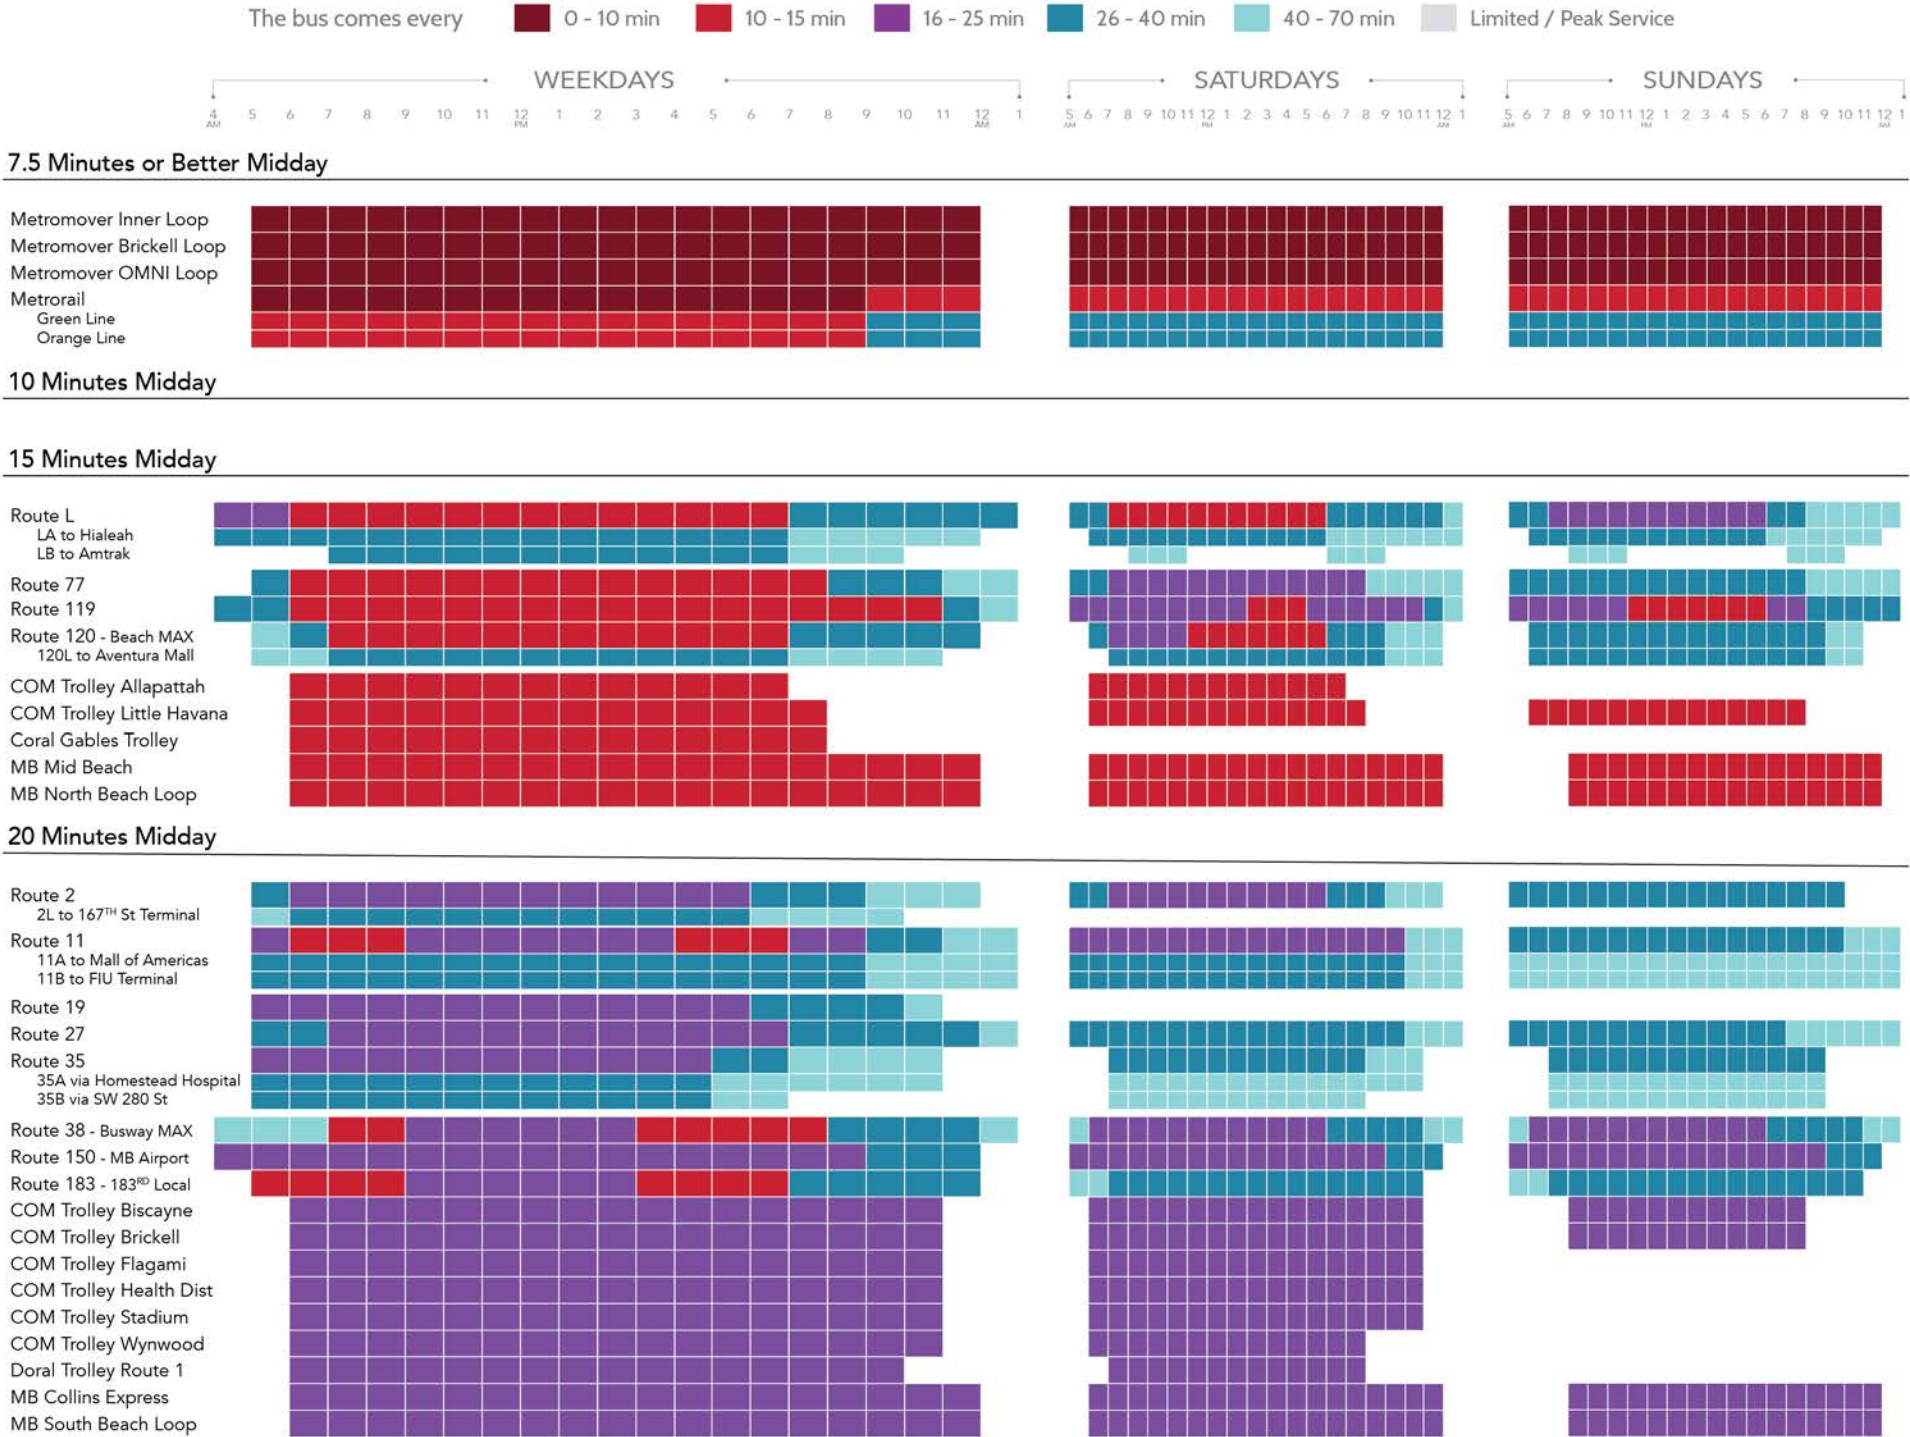 The bus comes every 0 - 10 min 10 - 15 min 16 - 25 min 26 - 40 min 40 - 70 min Limited / Peak Service
WEEKDAYS SATURDAYS SUNDAYS
4 5 6 7 8 9 10 11 12 1 2 3 4 5 6 7 8 9 10 11 12 1 5 6 7 8 9 10 11 12 1 2 3 4 5 6 7 8 9 10 11 12 1 5 6 7 8 9 10 11 12 1 2 3 4 5 6 7 8 9 10 11 12 1
AM PM AM AM PM AM AM PM AM
7.5 Minutes or Better Midday
Metromover Inner Loop
Metromover Brickell Loop
Metromover OMNI Loop
Metrorail
Green Line
Orange Line
10 Minutes Midday
15 Minutes Midday
Route L
LA to Hialeah
LB to Amtrak
Route 77
Route 119
Route 120 - Beach MAX
120L to Aventura Mall
COM Trolley Allapattah
COM Trolley Little Havana
Coral Gables Trolley
MB Mid Beach
MB North Beach Loop
20 Minutes Midday
Route 2
2L to 167TH St Terminal
Route 11
11A to Mall of Americas
11B to FIU Terminal
Route 19
Route 27
Route 35
35A via Homestead Hospital
35B via SW 280 St
Route 38 - Busway MAX
Route 150 - MB Airport
Route 183 - 183RD Local
COM Trolley Biscayne
COM Trolley Brickell
COM Trolley Flagami
COM Trolley Health Dist
COM Trolley Stadium
COM Trolley Wynwood
Doral Trolley Route 1
MB Collins Express
MB South Beach Loop